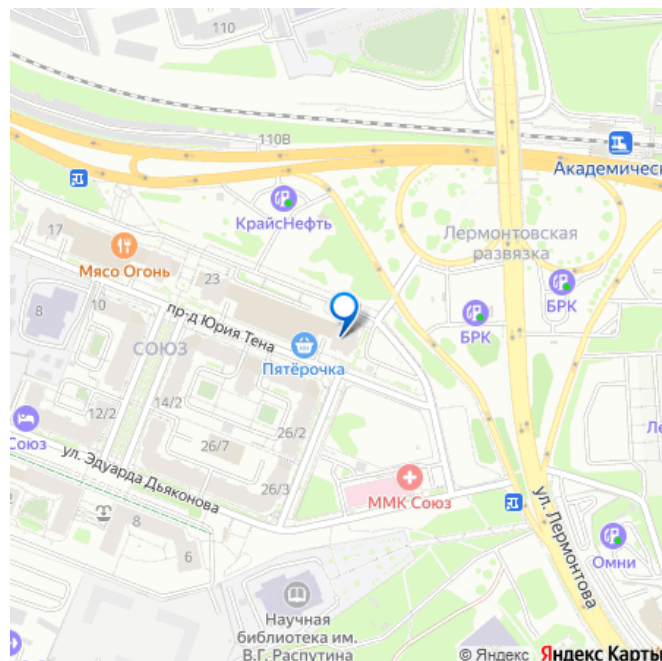 110
110В
Академическ
КрайсНефть
Лермонтовская
развязка
17
Мясо Огонь
23
БРК
8
10
пр-д Юрия Тена
БРК
СОЮЗ
Пятёрочка
Ле
12/2
14/2
Союз
26/7
26/2
ул. Эдуарда Дьяконова
26/3
ММК Союз
ул. Лермонтова
8
6
Омни
Научная
библиотека им.
В.Г. Распутина
© Яндекс Яндекс Карты